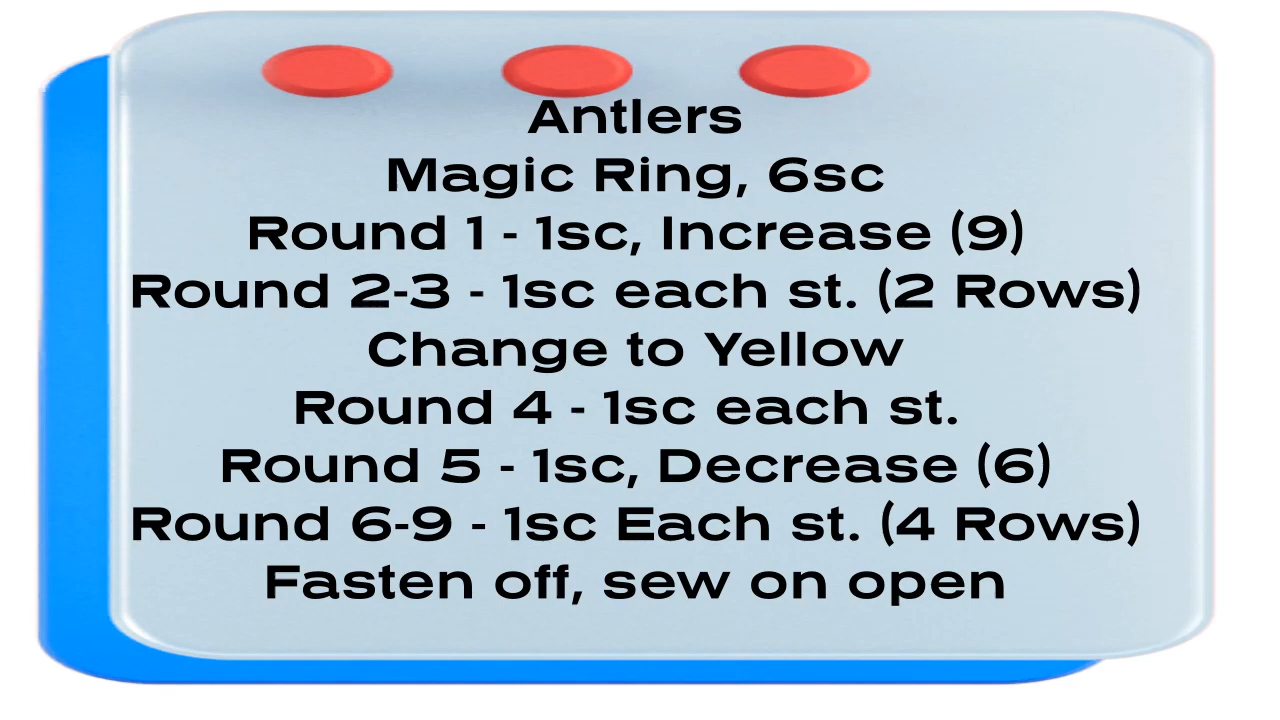 Antlers
Magic Ring, 6sc
Round 1 - 1sc, Increase (9)
Round 2-3 - 1sc each st. (2 Rows)
Change to Yellow
Round 4 - 1sc each st.
Round 5 - 1sc, Decrease (6)
Round 6-9 - 1sc Each st. (4 Rows)
Fasten off, sew on open